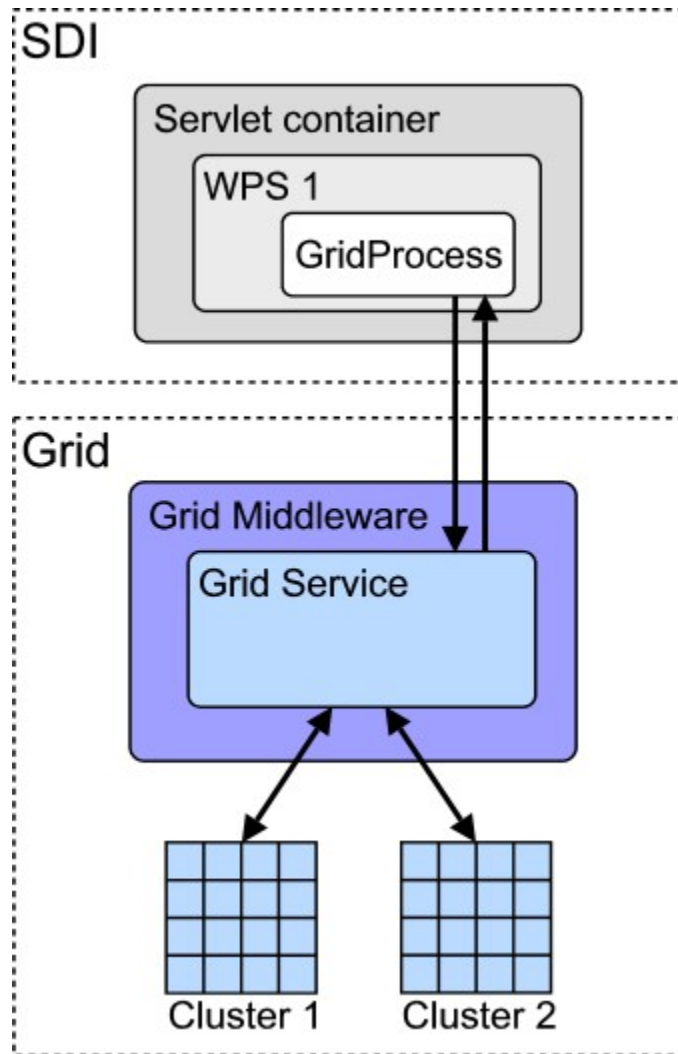 SDI
Servlet container
WPS 1
GridProcess
Grid
Grid Middleware
Grid Service
Cluster 1
Cluster 2